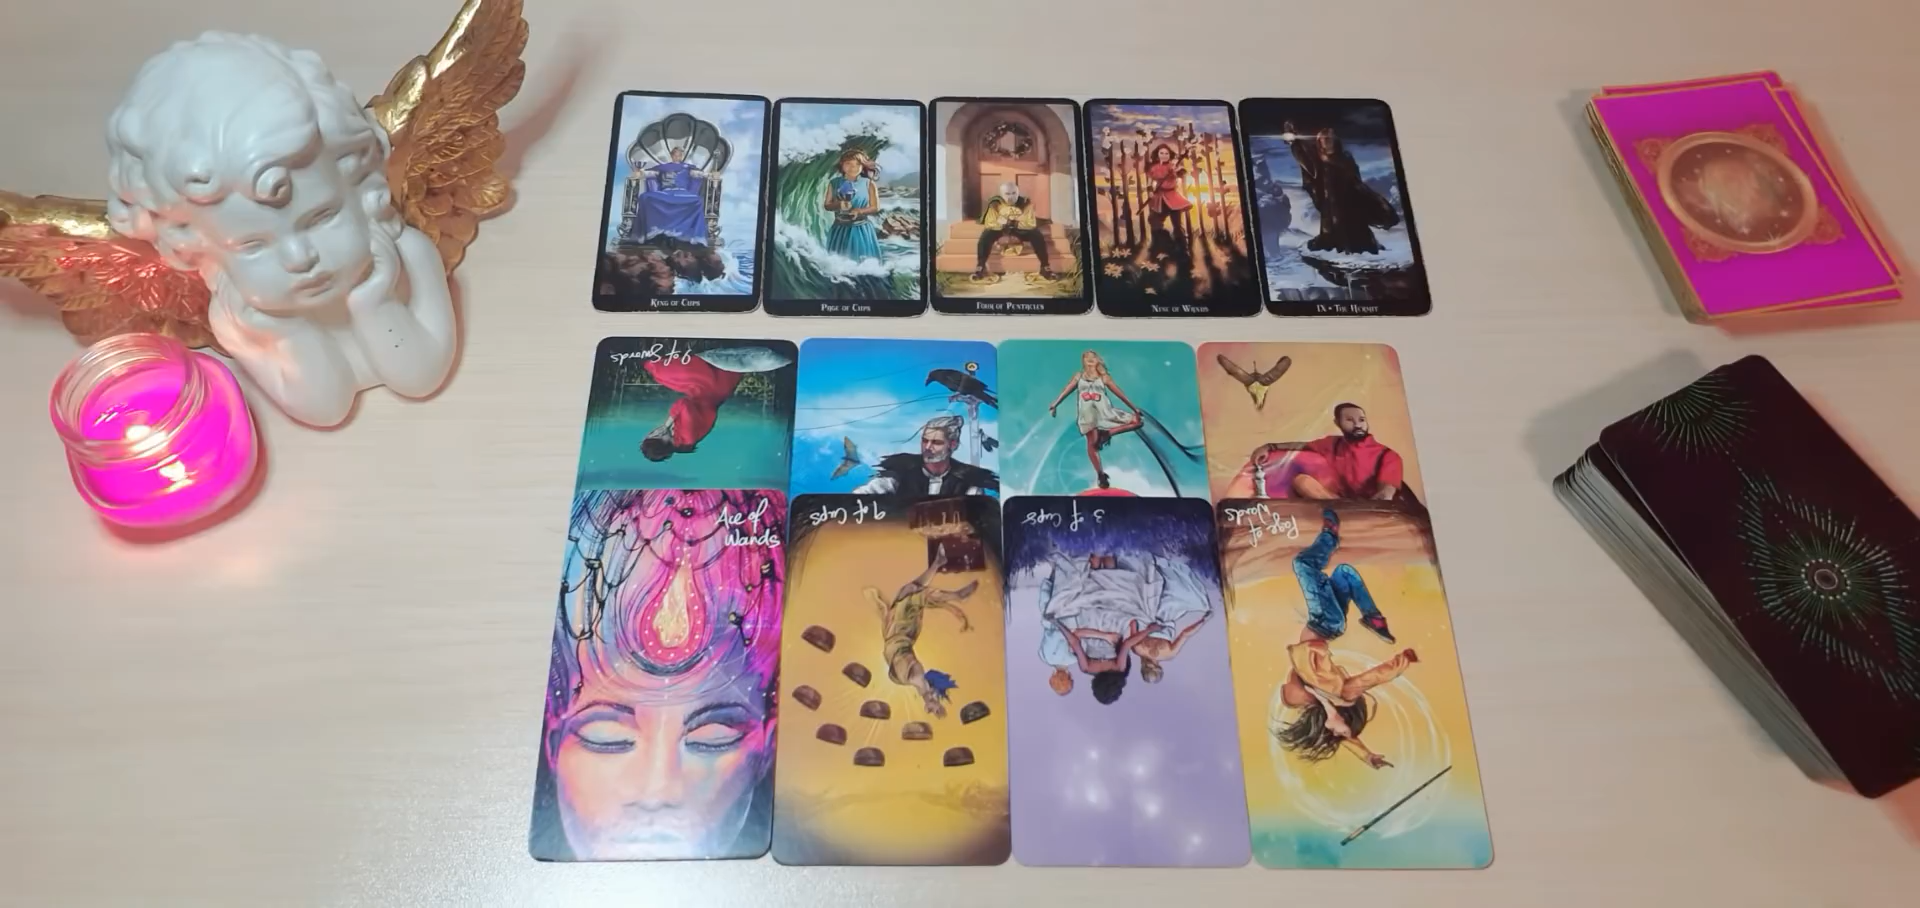 KING OF CUPS
PAGE OF CUPS
FOUR OF PENTACLES
NINE OF WANDS
IX • THE HERMIT
9 of Swords
Ace of
Wands
9 of Cups
3 of Cups
Page of
Wands